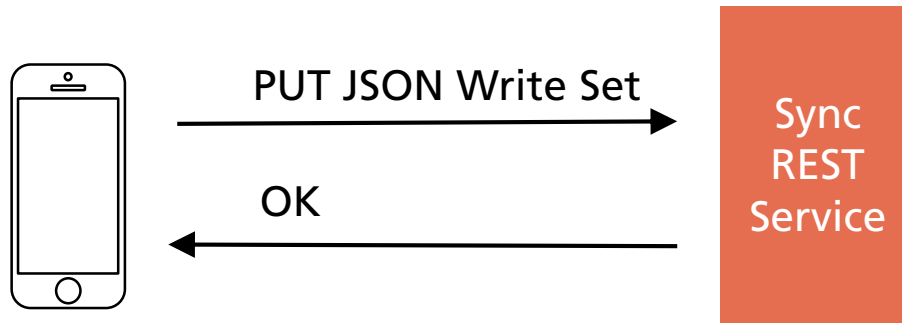 PUT JSON Write Set
OK
Sync
REST
Service